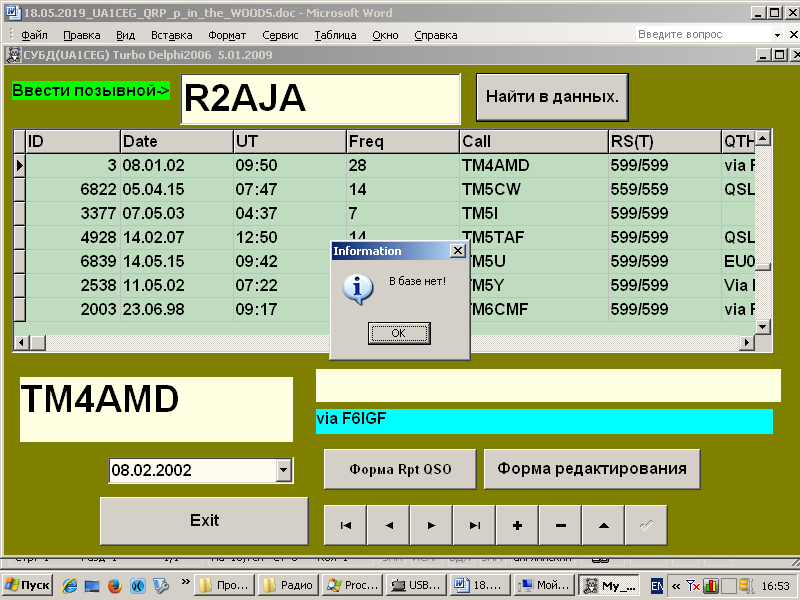 18.05.2019_UA1CEG_QRP_p_in_the_WOODS.doc - Microsoft Word
Файл Правка Вид Вставка Формат Сервис Таблица Окно Справка Введите вопрос
СУБД(UA1CEG) Turbo Delphi2006 5.01.2009
Ввести позывной-> R2AJA Найти в данных.
ID Date UT Freq Call RS(T) QTH
3 08.01.02 09:50 28 TM4AMD 599/599 via F
6822 05.04.15 07:47 14 TM5CW 559/559 QSL
3377 07.05.03 04:37 7 TM5I 599/599
4928 14.02.07 12:50 14 TM5TAF 599/599 QSL
6839 14.05.15 09:42 TM5U 599/599 EU0
2538 11.05.02 07:22 TM5Y 599/599 Via
2003 23.06.98 09:17 TM6CMF 599/599 via F
Information
В базе нет!
OK
TM4AMD
via F6IGF
08.02.2002 Форма Rpt QSO Форма редактирования
Exit
Пуск » Про... Радио Proc... USB... 18.... Мой... My_... EN « 16:53